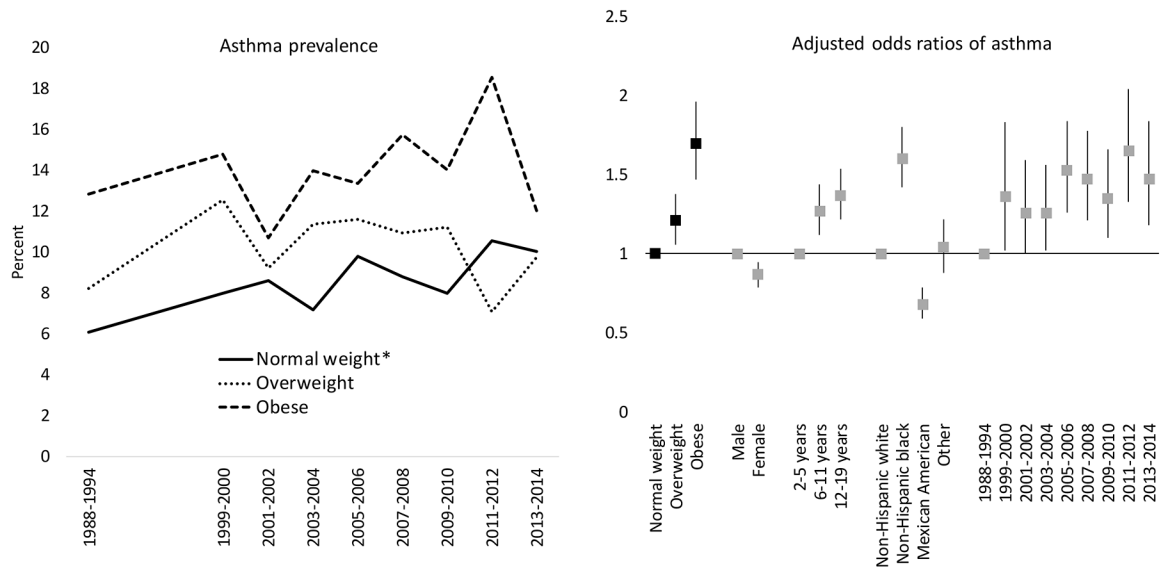 Asthma prevalence
Percent
20
18
16
14
12
10
8
6
4
2
0
Normal weight*
Overweight
Obese
1988-1994
1999-2000
2001-2002
2003-2004
2005-2006
2007-2008
2009-2010
2011-2012
2013-2014
Adjusted odds ratios of asthma
2.5
2
1.5
1
0.5
0
Normal weight
Overweight
Obese
Male
Female
2-5 years
6-11 years
12-19 years
Non-Hispanic white
Non-Hispanic black
Mexican American
Other
1988-1994
1999-2000
2001-2002
2003-2004
2005-2006
2007-2008
2009-2010
2011-2012
2013-2014